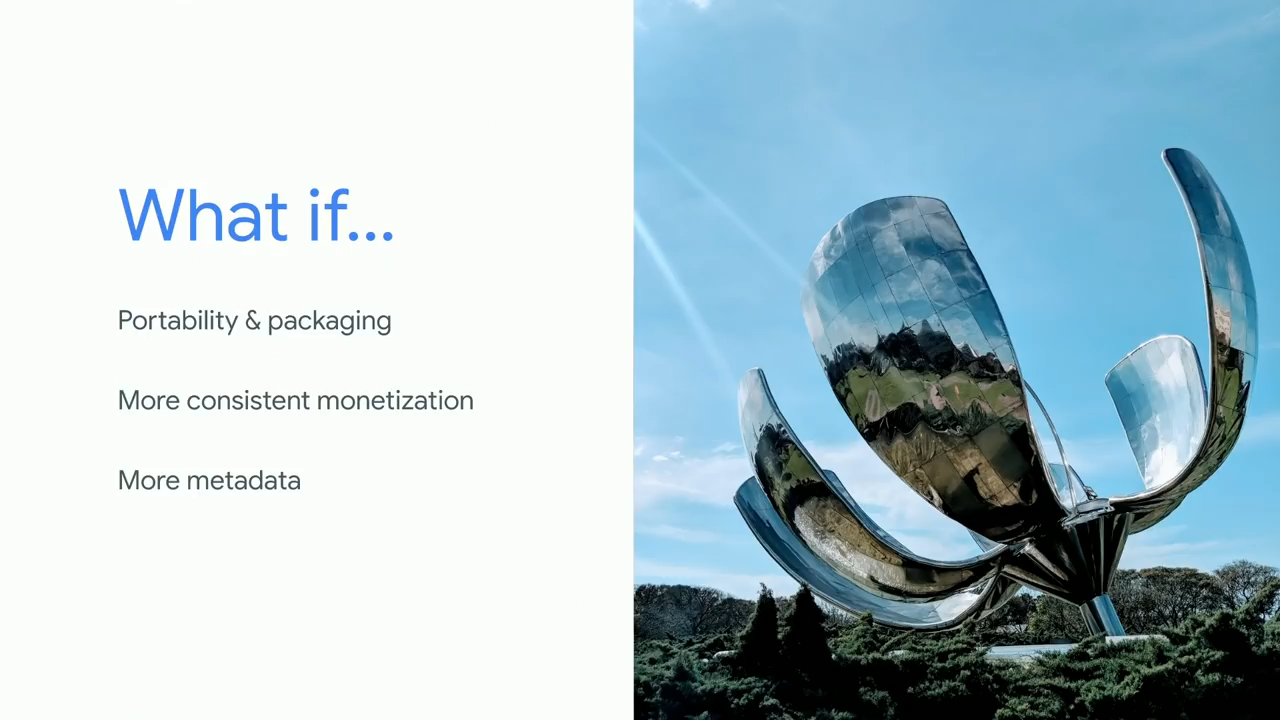 What if...
Portability & packaging
More consistent monetization
More metadata